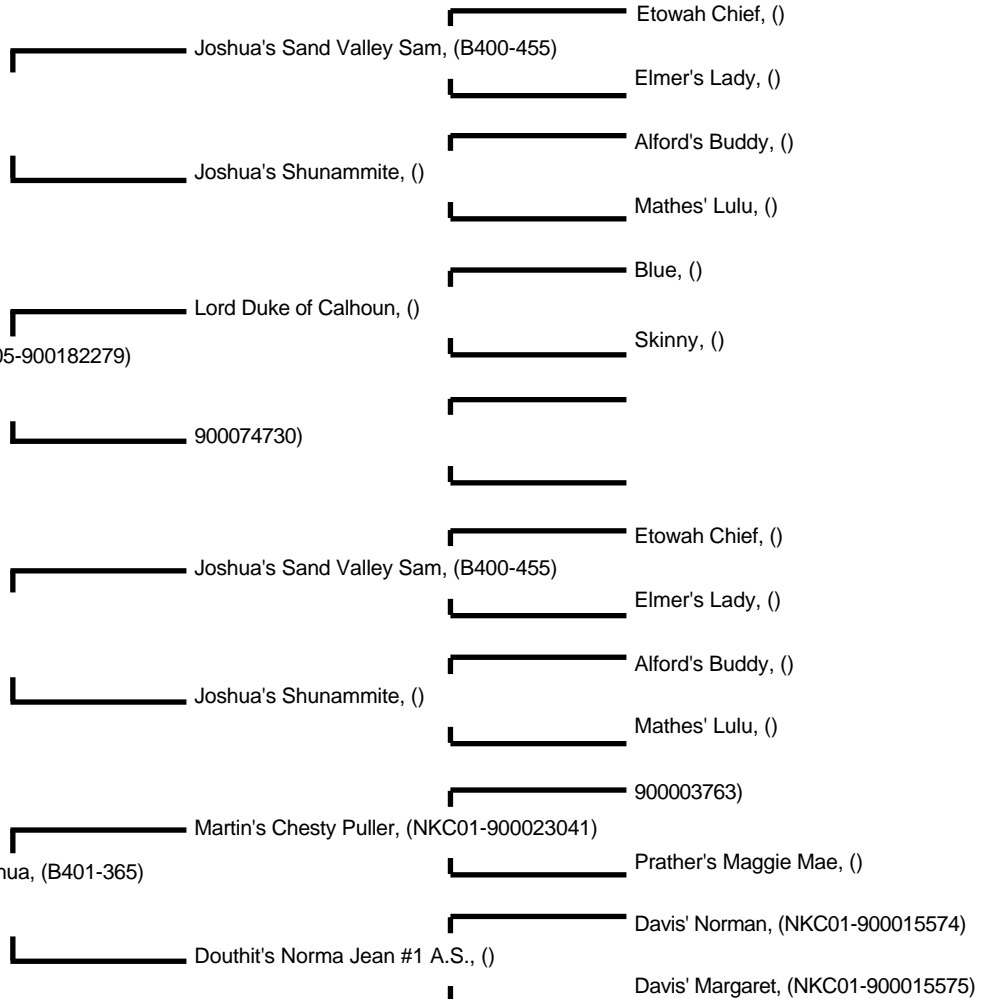 Etowah Chief, ()
Joshua's Sand Valley Sam, (B400-455)
Elmer's Lady, ()
Alford's Buddy, ()
Joshua's Shunammite, ()
Mathes' Lulu, ()
Blue, ()
Lord Duke of Calhoun, ()
Skinny, ()
05-900182279)
900074730)
Etowah Chief, ()
Joshua's Sand Valley Sam, (B400-455)
Elmer's Lady, ()
Alford's Buddy, ()
Joshua's Shunammite, ()
Mathes' Lulu, ()
900003763)
Martin's Chesty Puller, (NKC01-900023041)
Prather's Maggie Mae, ()
hua, (B401-365)
Davis' Norman, (NKC01-900015574)
Douthit's Norma Jean #1 A.S., ()
Davis' Margaret, (NKC01-900015575)